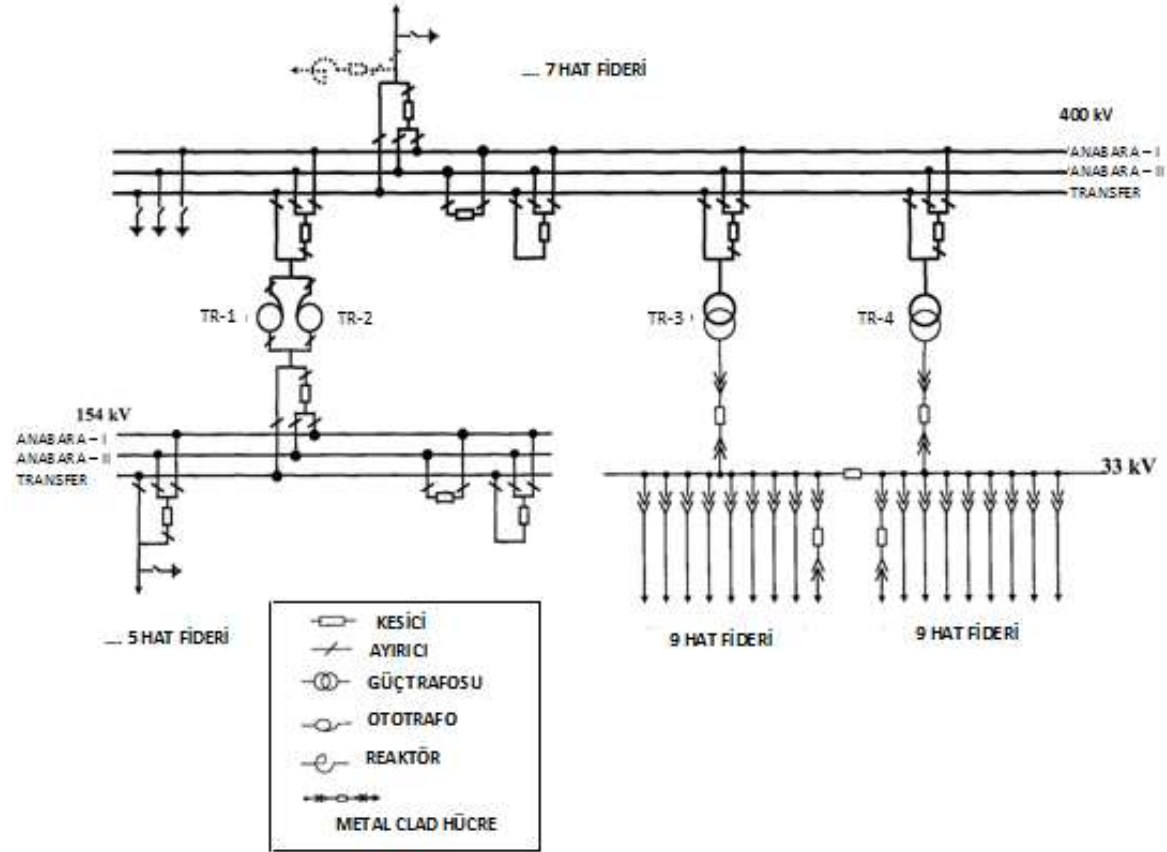 .... 7 HAT FİDERİ
400 kV
ANABARA – I
ANABARA – II
TRANSFER
TR-1
TR-2
TR-3
TR-4
154 kV
ANABARA – I
ANABARA – II
TRANSFER
33 kV
.... 5 HAT FİDERİ
9 HAT FİDERİ
9 HAT FİDERİ
KESİCİ
AYIRICI
GÜÇTRAFOSU
OTOTRAFO
REAKTÖR
METAL CLAD HÜCRE